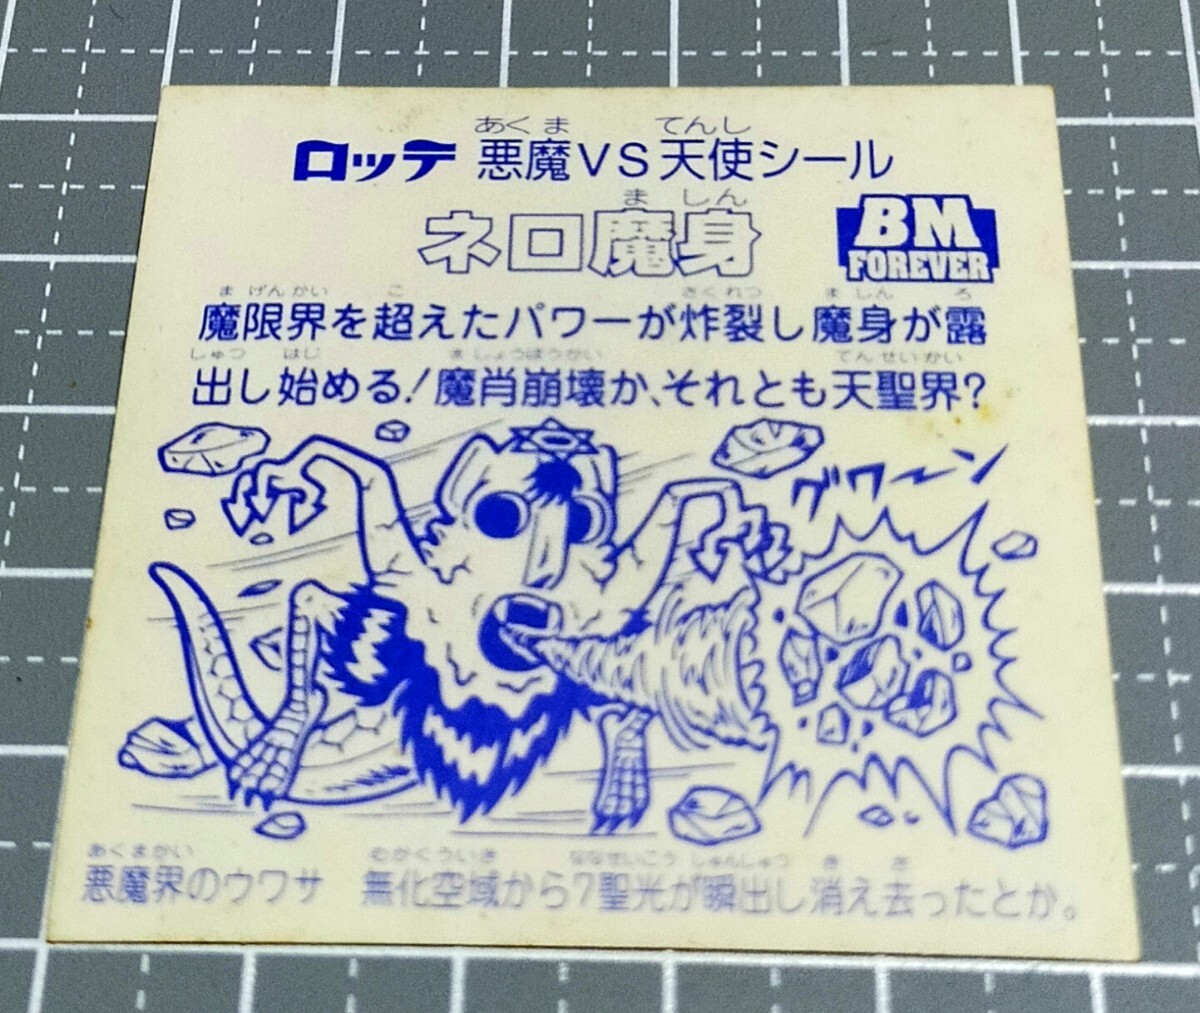 あくま てんし
ロッテ 悪魔VS天使シール
ま しん
ネロ魔身
BM
FOREVER
ま げんかい こ さくれつ ま しん ろ
魔限界を超えたパワーが炸裂し魔身が露
しゅつ はじ ま しょうほうかい てん せい かい
出し始める!魔肖崩壊か、それとも天聖界?
グワーン
あく ま かい むかくういき ななせいこう しゅんしゅつ き さ
悪魔界のウワサ 無化空域から7聖光が瞬出し消え去ったとか。